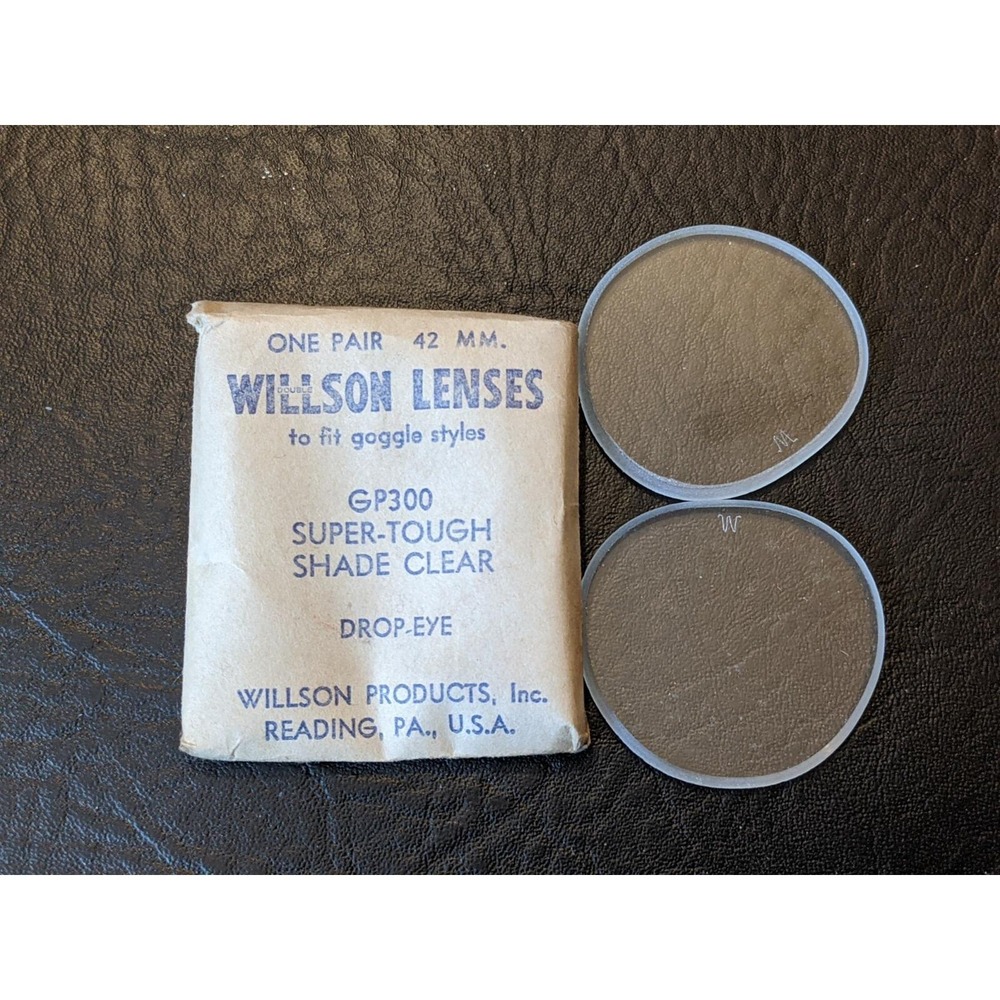 ONE PAIR 42 MM.
WILLSON LENSES
DOUBLE
to fit goggle styles
GP300
SUPER-TOUGH
SHADE CLEAR
DROP-EYE
WILLSON PRODUCTS, Inc.
READING, PA., U.S.A.
W
W